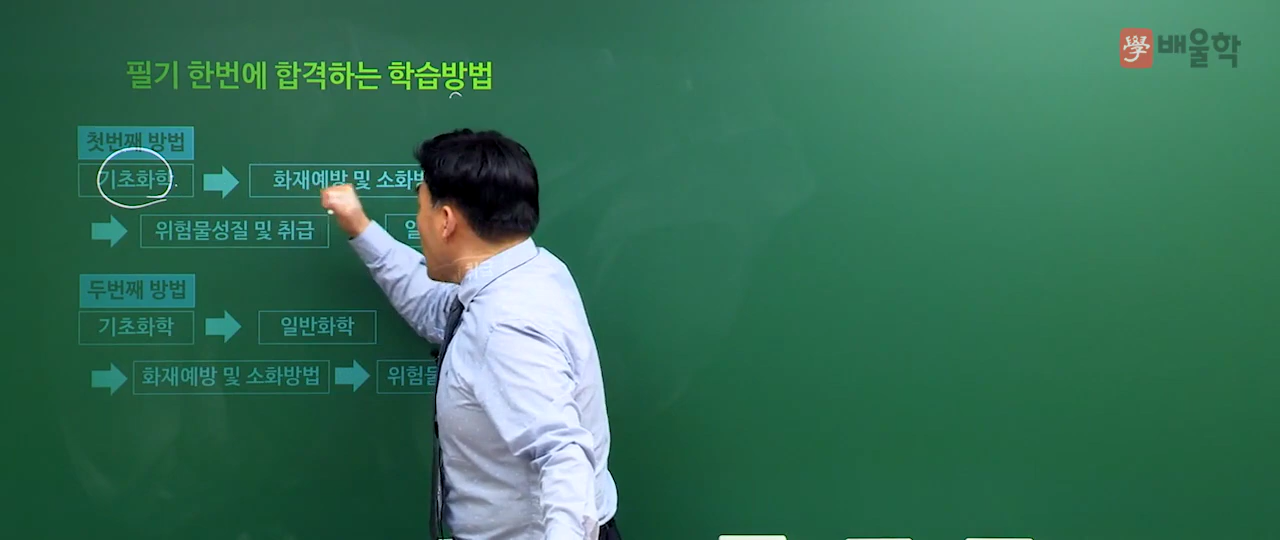 學 배울학
필기 한번에 합격하는 학습방법
첫번째 방법
기초화학 화재예방 및 소화
위험물성질 및 취급 일
두번째 방법
기초화학 일반화학
화재예방 및 소화방법 위험